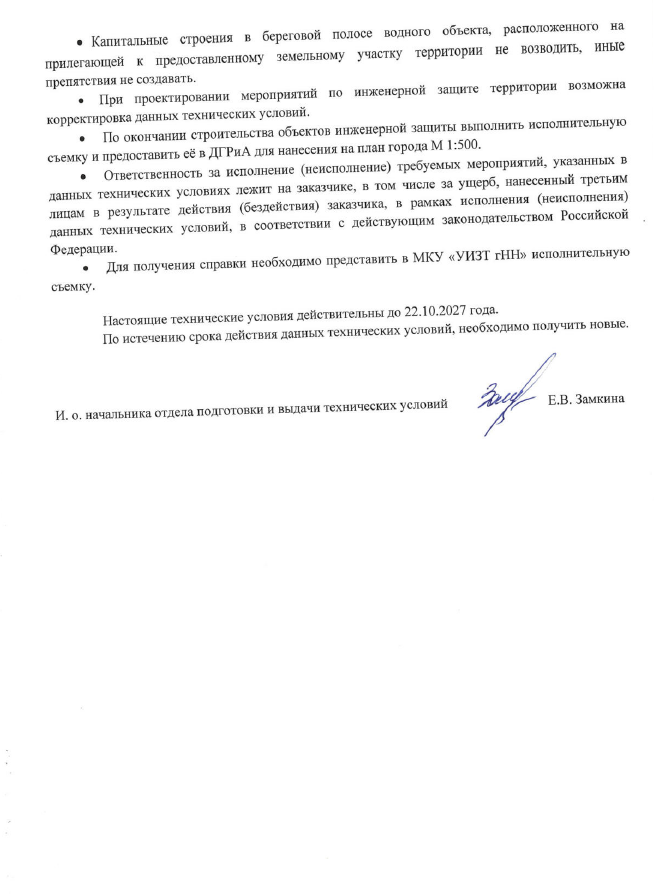 • Капитальные строения в береговой полосе водного объекта, расположенного на
прилегающей к предоставленному земельному участку территории не возводить, иные
препятствия не создавать.
• При проектировании мероприятий по инженерной защите территории возможна
корректировка данных технических условий.
• По окончании строительства объектов инженерной защиты выполнить исполнительную
съемку и предоставить её в ДГРиА для нанесения на план города М 1:500.
• Ответственность за исполнение (неисполнение) требуемых мероприятий, указанных в
данных технических условиях лежит на заказчике, в том числе за ущерб, нанесенный третьим
лицам в результате действия (бездействия) заказчика, в рамках исполнения (неисполнения)
данных технических условий, в соответствии с действующим законодательством Российской
Федерации.
• Для получения справки необходимо представить в МКУ «УИЗТ гНН» исполнительную
съемку.
Настоящие технические условия действительны до 22.10.2027 года.
По истечению срока действия данных технических условий, необходимо получить новые.
И. о. начальника отдела подготовки и выдачи технических условий Е.В. Замкина